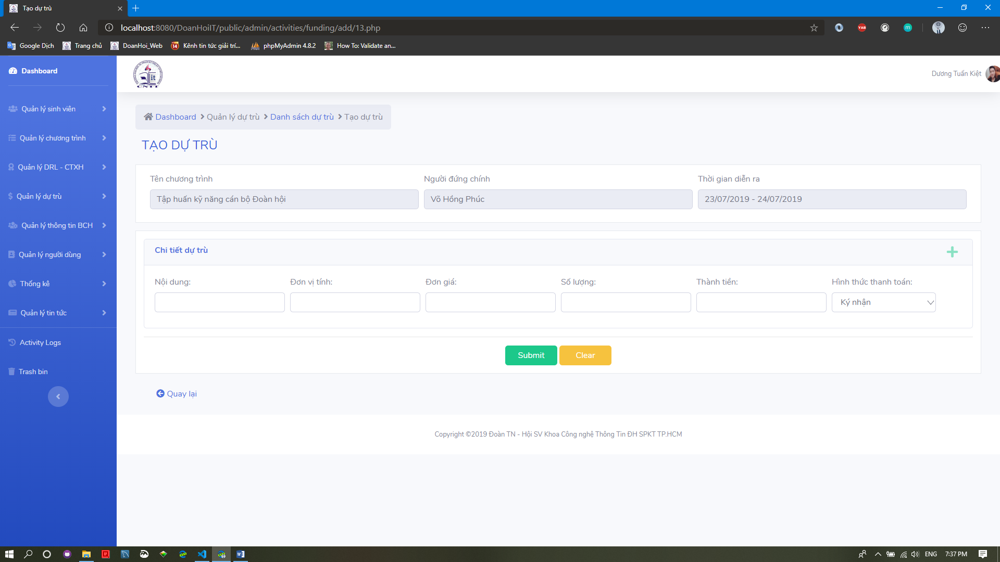 Tạo dự trù
localhost:8080/DoanHoiIT/public/admin/activities/funding/add/13.php
Google Dịch
Trang chủ
DoanHoi_Web
Kênh tin tức giải trí...
phpMyAdmin 4.8.2
How To: Validate an...
Dashboard
Quản lý sinh viên
Quản lý chương trình
Quản lý DRL - CTXH
Quản lý dự trù
Quản lý thông tin BCH
Quản lý người dùng
Thống kê
Quản lý tin tức
Activity Logs
Trash bin
it
CNTT
Dương Tuấn Kiệt
Dashboard > Quản lý dự trù > Danh sách dự trù > Tạo dự trù
TẠO DỰ TRÙ
Tên chương trình
Người đứng chính
Thời gian diễn ra
Tập huấn kỹ năng cán bộ Đoàn hội
Võ Hồng Phúc
23/07/2019 - 24/07/2019
Chi tiết dự trù
Nội dung:
Đơn vị tính:
Đơn giá:
Số lượng:
Thành tiền:
Hình thức thanh toán:
Ký nhận
Submit
Clear
Quay lại
Copyright ©2019 Đoàn TN - Hội SV Khoa Công nghệ Thông Tin ĐH SPKT TP.HCM
ENG
7:37 PM